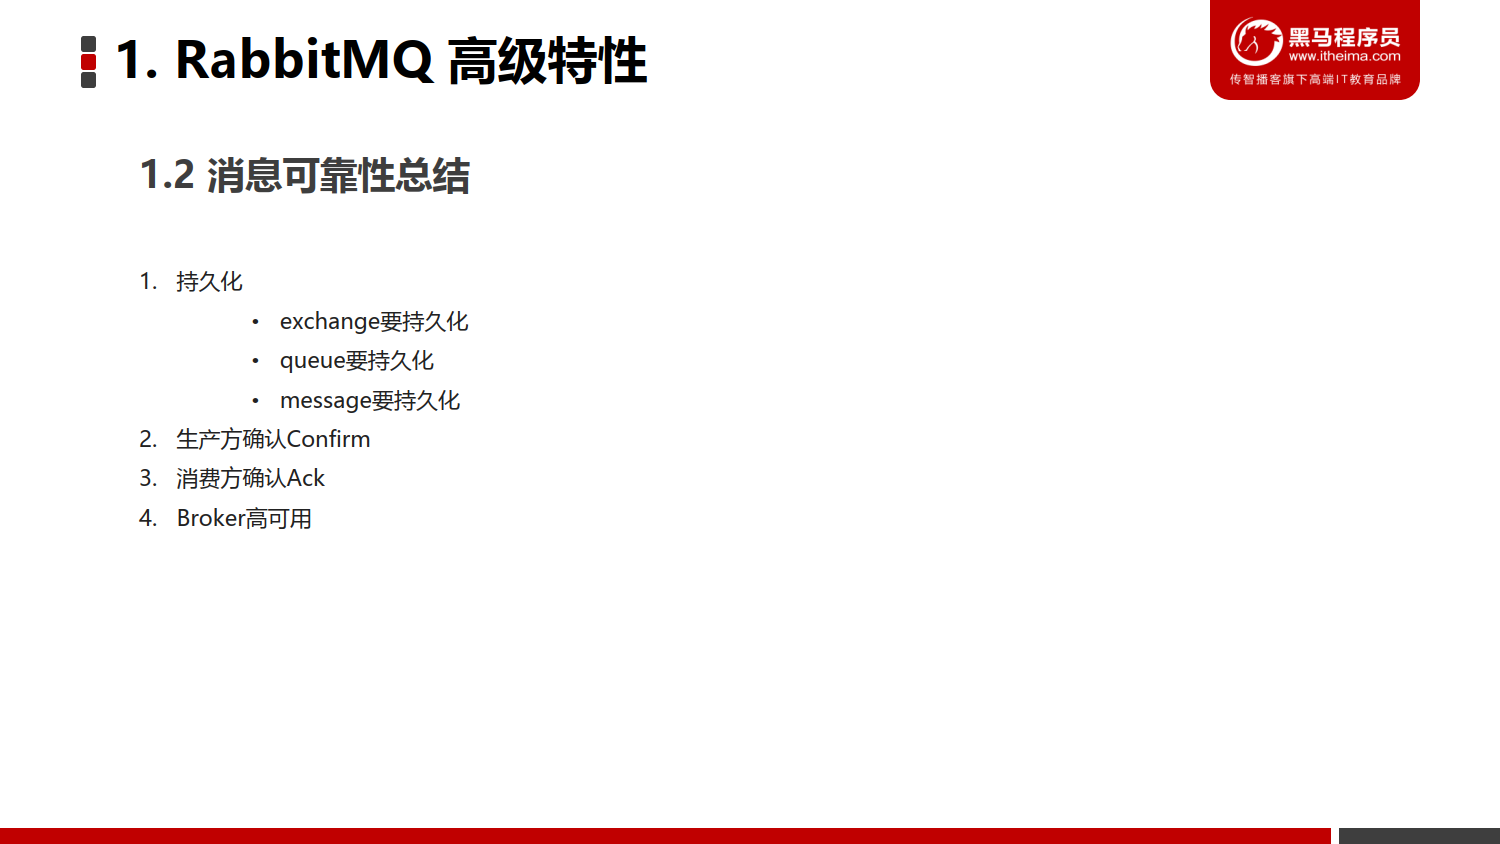 1. RabbitMQ 高级特性
黑马程序员
www.itheima.com
传智播客旗下高端IT教育品牌
1.2 消息可靠性总结
1. 持久化
• exchange要持久化
• queue要持久化
• message要持久化
2. 生产方确认Confirm
3. 消费方确认Ack
4. Broker高可用